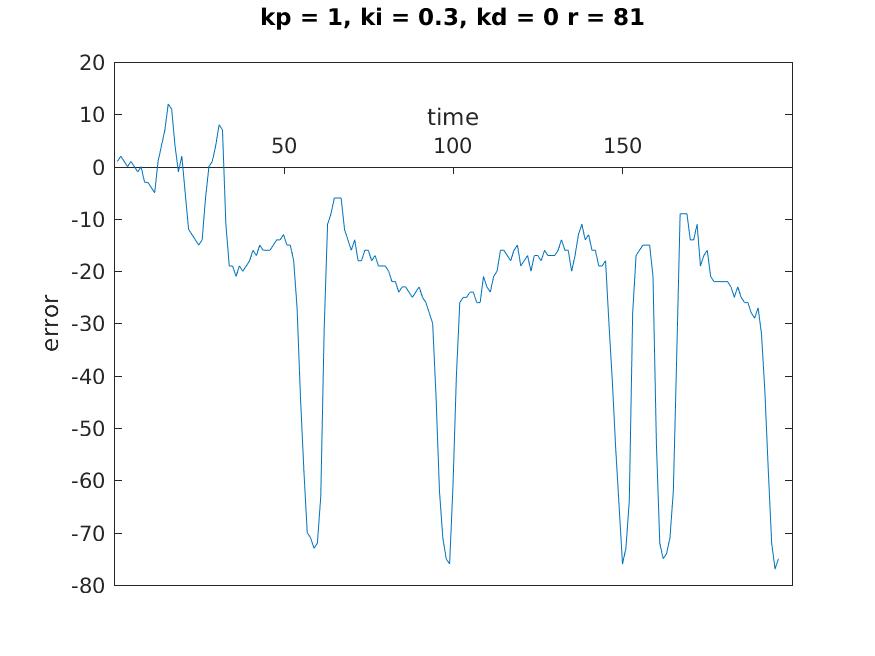 kp = 1, ki = 0.3, kd = 0 r = 81
20
10
time
50 100 150
0
-10
-20
-30
error
-40
-50
-60
-70
-80